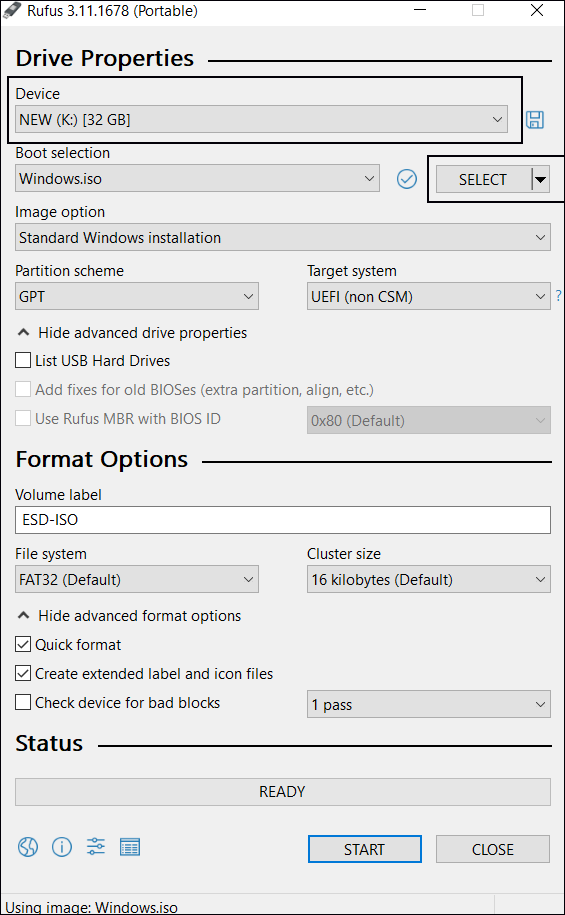 Rufus 3.11.1678 (Portable)
Drive Properties
Device
NEW (K:) [32 GB]
Boot selection
Windows.iso
SELECT
Image option
Standard Windows installation
Partition scheme
Target system
GPT
UEFI (non CSM)
?
Hide advanced drive properties
List USB Hard Drives
Add fixes for old BIOSes (extra partition, align, etc.)
Use Rufus MBR with BIOS ID
0x80 (Default)
Format Options
Volume label
ESD-ISO
File system
Cluster size
FAT32 (Default)
16 kilobytes (Default)
Hide advanced format options
Quick format
Create extended label and icon files
Check device for bad blocks
1 pass
Status
READY
START
CLOSE
Using image: Windows.iso